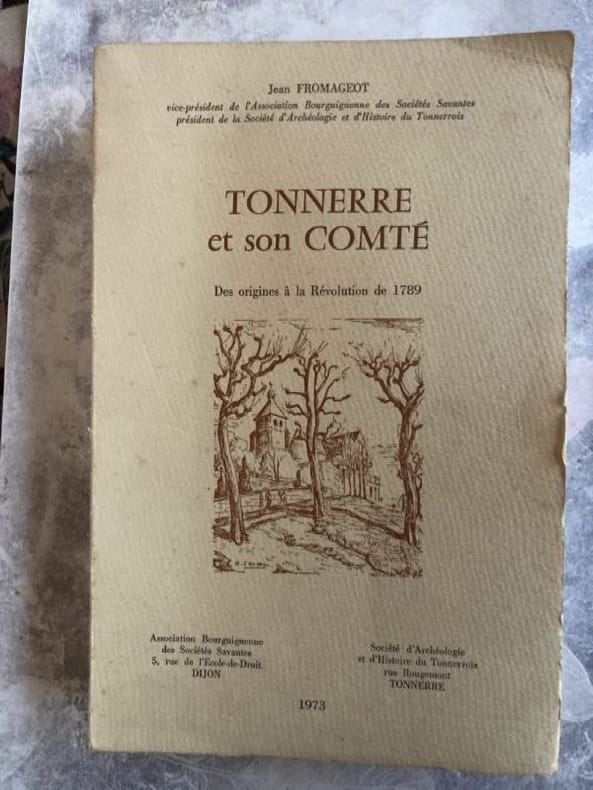 Jean FROMAGEOT
vice-président de l'Association Bourguignonne des Sociétés Savantes
président de la Société d'Archéologie et d'Histoire du Tonnerrois
TONNERRE
et son COMTÉ
Des origines à la Révolution de 1789
Association Bourguignonne
des Sociétés Savantes
5, rue de l'Ecole-de-Droit
DIJON
Société d'Archéologie
et d'Histoire du Tonnerrois
rue Rougemont
TONNERRE
1973